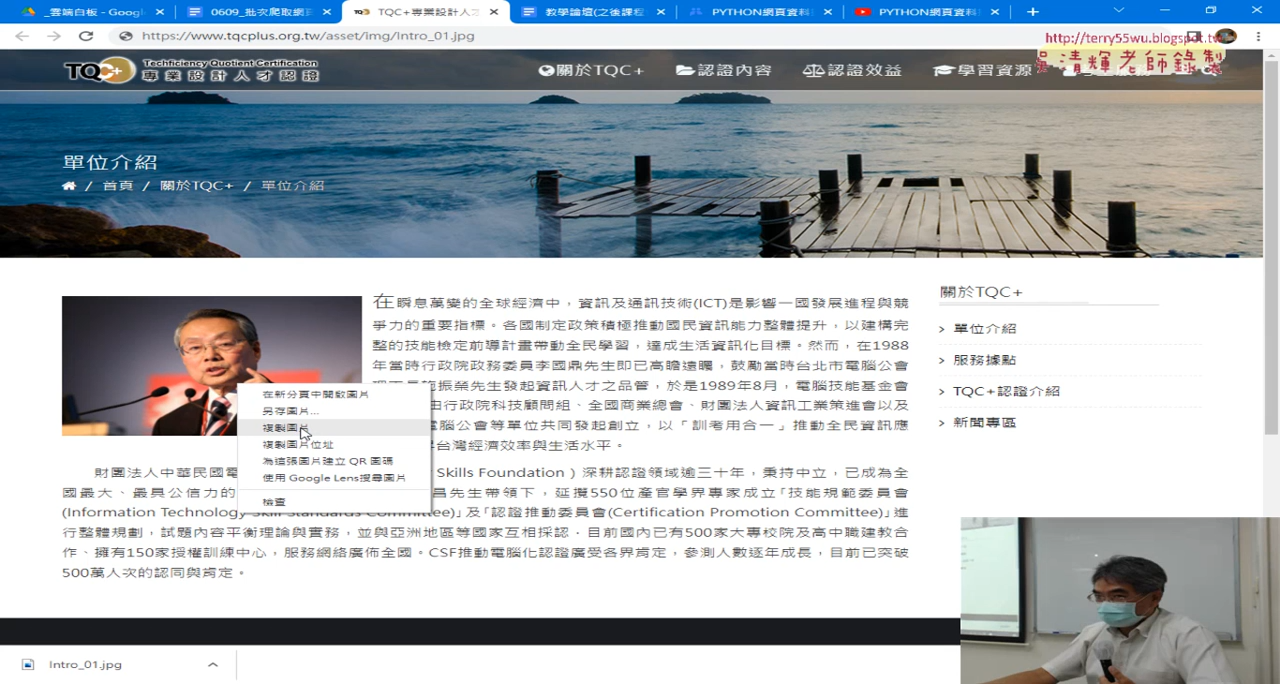 _雲端白板 - Googl
0609_批次爬取網
TQC+專業設計人才
教學論壇(之後課程
PYTHON網頁資料
PYTHON網頁資料
https://www.tqcplus.org.tw/asset/img/Intro_01.jpg
http://terry55wu.blogspot.tw
吳清輝老師錄製
TQC+
Techficiency Quotient Certification
專業設計人才認證
關於TQC+
認證內容
認證效益
學習資源
單位介紹
/ 首頁 / 關於TQC+ / 單位介紹
在瞬息萬變的全球經濟中，資訊及通訊技術(ICT)是影響一國發展進程與競
爭力的重要指標。各國制定政策積極推動國民資訊能力整體提升，以建構完
整的技能檢定前導計畫帶動全民學習，達成生活資訊化目標。然而，在1988
年當時行政院政務委員李國鼎先生即已高瞻遠矚，鼓勵當時台北市電腦公會
施振榮先生發起資訊人才之品管，於是1989年8月，電腦技能基金會
由行政院科技顧問組、全國商業總會、財團法人資訊工業策進會以及
電腦公會等單位共同發起創立，以「訓考用合一」推動全民資訊應
台灣經濟效率與生活水平。
財團法人中華民國電 Skills Foundation）深耕認證領域逾三十年，秉持中立，已成為全
國最大、最具公信力的 昌先生帶領下，延攬550位產官學界專家成立「技能規範委員會
(Information Technology Skill Standards Committee)」及「認證推動委員會(Certification Promotion Committee)」進
行整體規劃，試題內容平衡理論與實務，並與亞洲地區等國家互相採認．目前國內已有500家大專校院及高中職建教合
作、擁有150家授權訓練中心，服務網絡廣佈全國。CSF推動電腦化認證廣受各界肯定，參測人數逐年成長，目前已突破
500萬人次的認同與肯定。
在新分頁中開啟圖片
另存圖片...
複製圖片
複製圖片位址
為這張圖片建立 QR 圖碼
使用 Google Lens搜尋圖片
檢查
關於TQC+
> 單位介紹
> 服務據點
> TQC+認證介紹
> 新聞專區
Intro_01.jpg